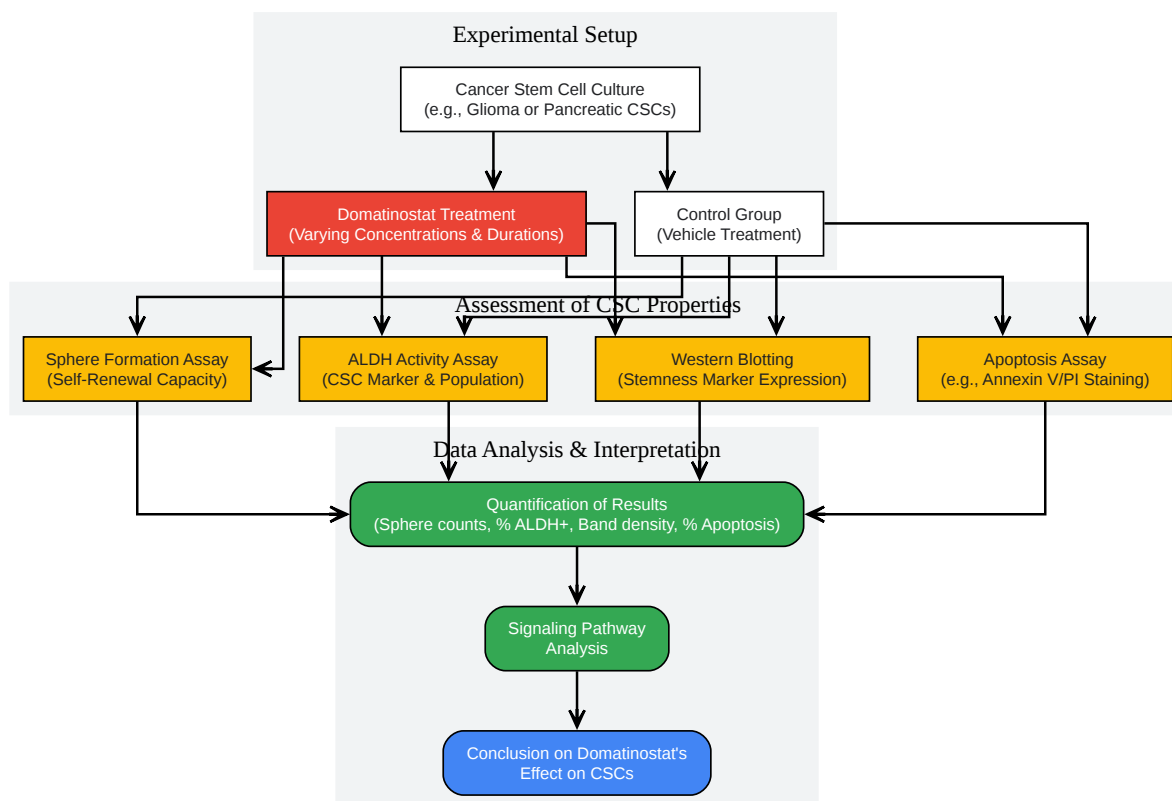 Experimental Setup
Cancer Stem Cell Culture
(e.g., Glioma or Pancreatic CSCs)
Domatinostat Treatment
(Varying Concentrations & Durations)
Control Group
(Vehicle Treatment)
Assessment of CSC Properties
Sphere Formation Assay
(Self-Renewal Capacity)
ALDH Activity Assay
(CSC Marker & Population)
Western Blotting
(Stemness Marker Expression)
Apoptosis Assay
(e.g., Annexin V/PI Staining)
Data Analysis & Interpretation
Quantification of Results
(Sphere counts, % ALDH+, Band density, % Apoptosis)
Signaling Pathway
Analysis
Conclusion on Domatinostat's
Effect on CSCs